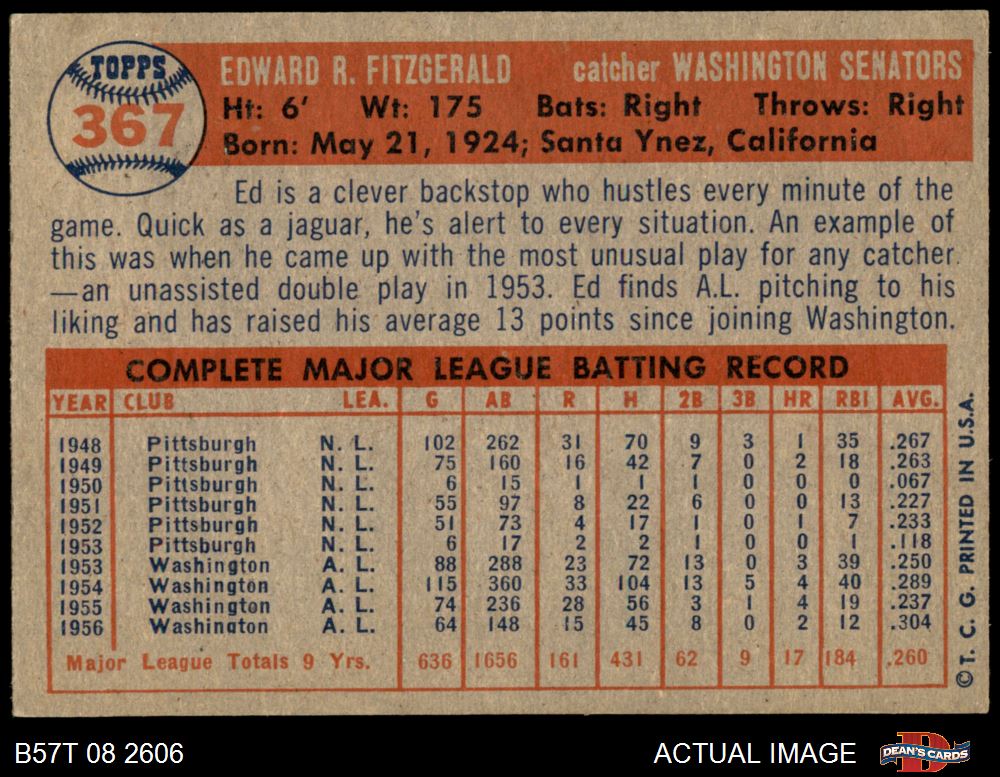 TOPPS
367
EDWARD R. FITZGERALD catcher WASHINGTON SENATORS
Ht: 6' Wt: 175 Bats: Right Throws: Right
Born: May 21, 1924; Santa Ynez, California
Ed is a clever backstop who hustles every minute of the
game. Quick as a jaguar, he's alert to every situation. An example of
this was when he came up with the most unusual play for any catcher.
—an unassisted double play in 1953. Ed finds A.L. pitching to his
liking and has raised his average 13 points since joining Washington.
COMPLETE MAJOR LEAGUE BATTING RECORD
YEAR CLUB LEA. G AB R H 2B 3B HR RBI AVG.
1948 Pittsburgh N. L. 102 262 31 70 9 3 1 35 .267
1949 Pittsburgh N. L. 75 160 16 42 7 0 2 18 .263
1950 Pittsburgh N. L. 6 15 1 1 1 0 0 0 .067
1951 Pittsburgh N. L. 55 97 8 22 6 0 0 13 .227
1952 Pittsburgh N. L. 51 73 4 17 1 0 1 7 .233
1953 Pittsburgh N. L. 6 17 2 2 1 0 0 1 .118
1953 Washington A. L. 88 288 23 72 13 0 3 39 .250
1954 Washington A. L. 115 360 33 104 13 5 4 40 .289
1955 Washington A. L. 74 236 28 56 3 1 4 19 .237
1956 Washington A. L. 64 148 15 45 8 0 2 12 .304
Major League Totals 9 Yrs. 636 1656 161 431 62 9 17 184 .260
© T. C. G. PRINTED IN U.S.A.
B57T 08 2606 ACTUAL IMAGE
DEAN'S CARDS